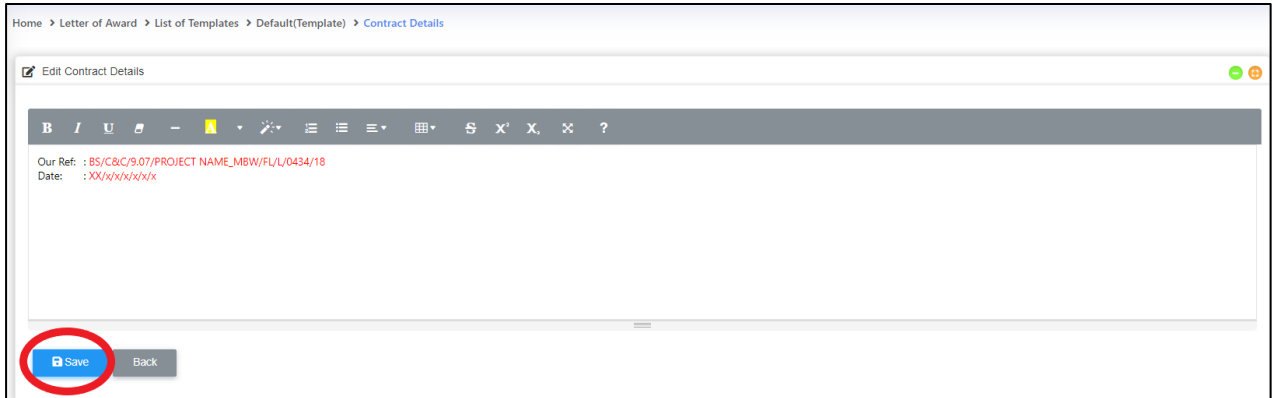 Home > Letter of Award > List of Templates > Default(Template) > Contract Details
Edit Contract Details
B I U A S X² X₂ ?
Our Ref: : BS/C&C/9.07/PROJECT NAME_MBW/FL/L/0434/18
Date: : XX/x/x/x/x/x/x
Save Back